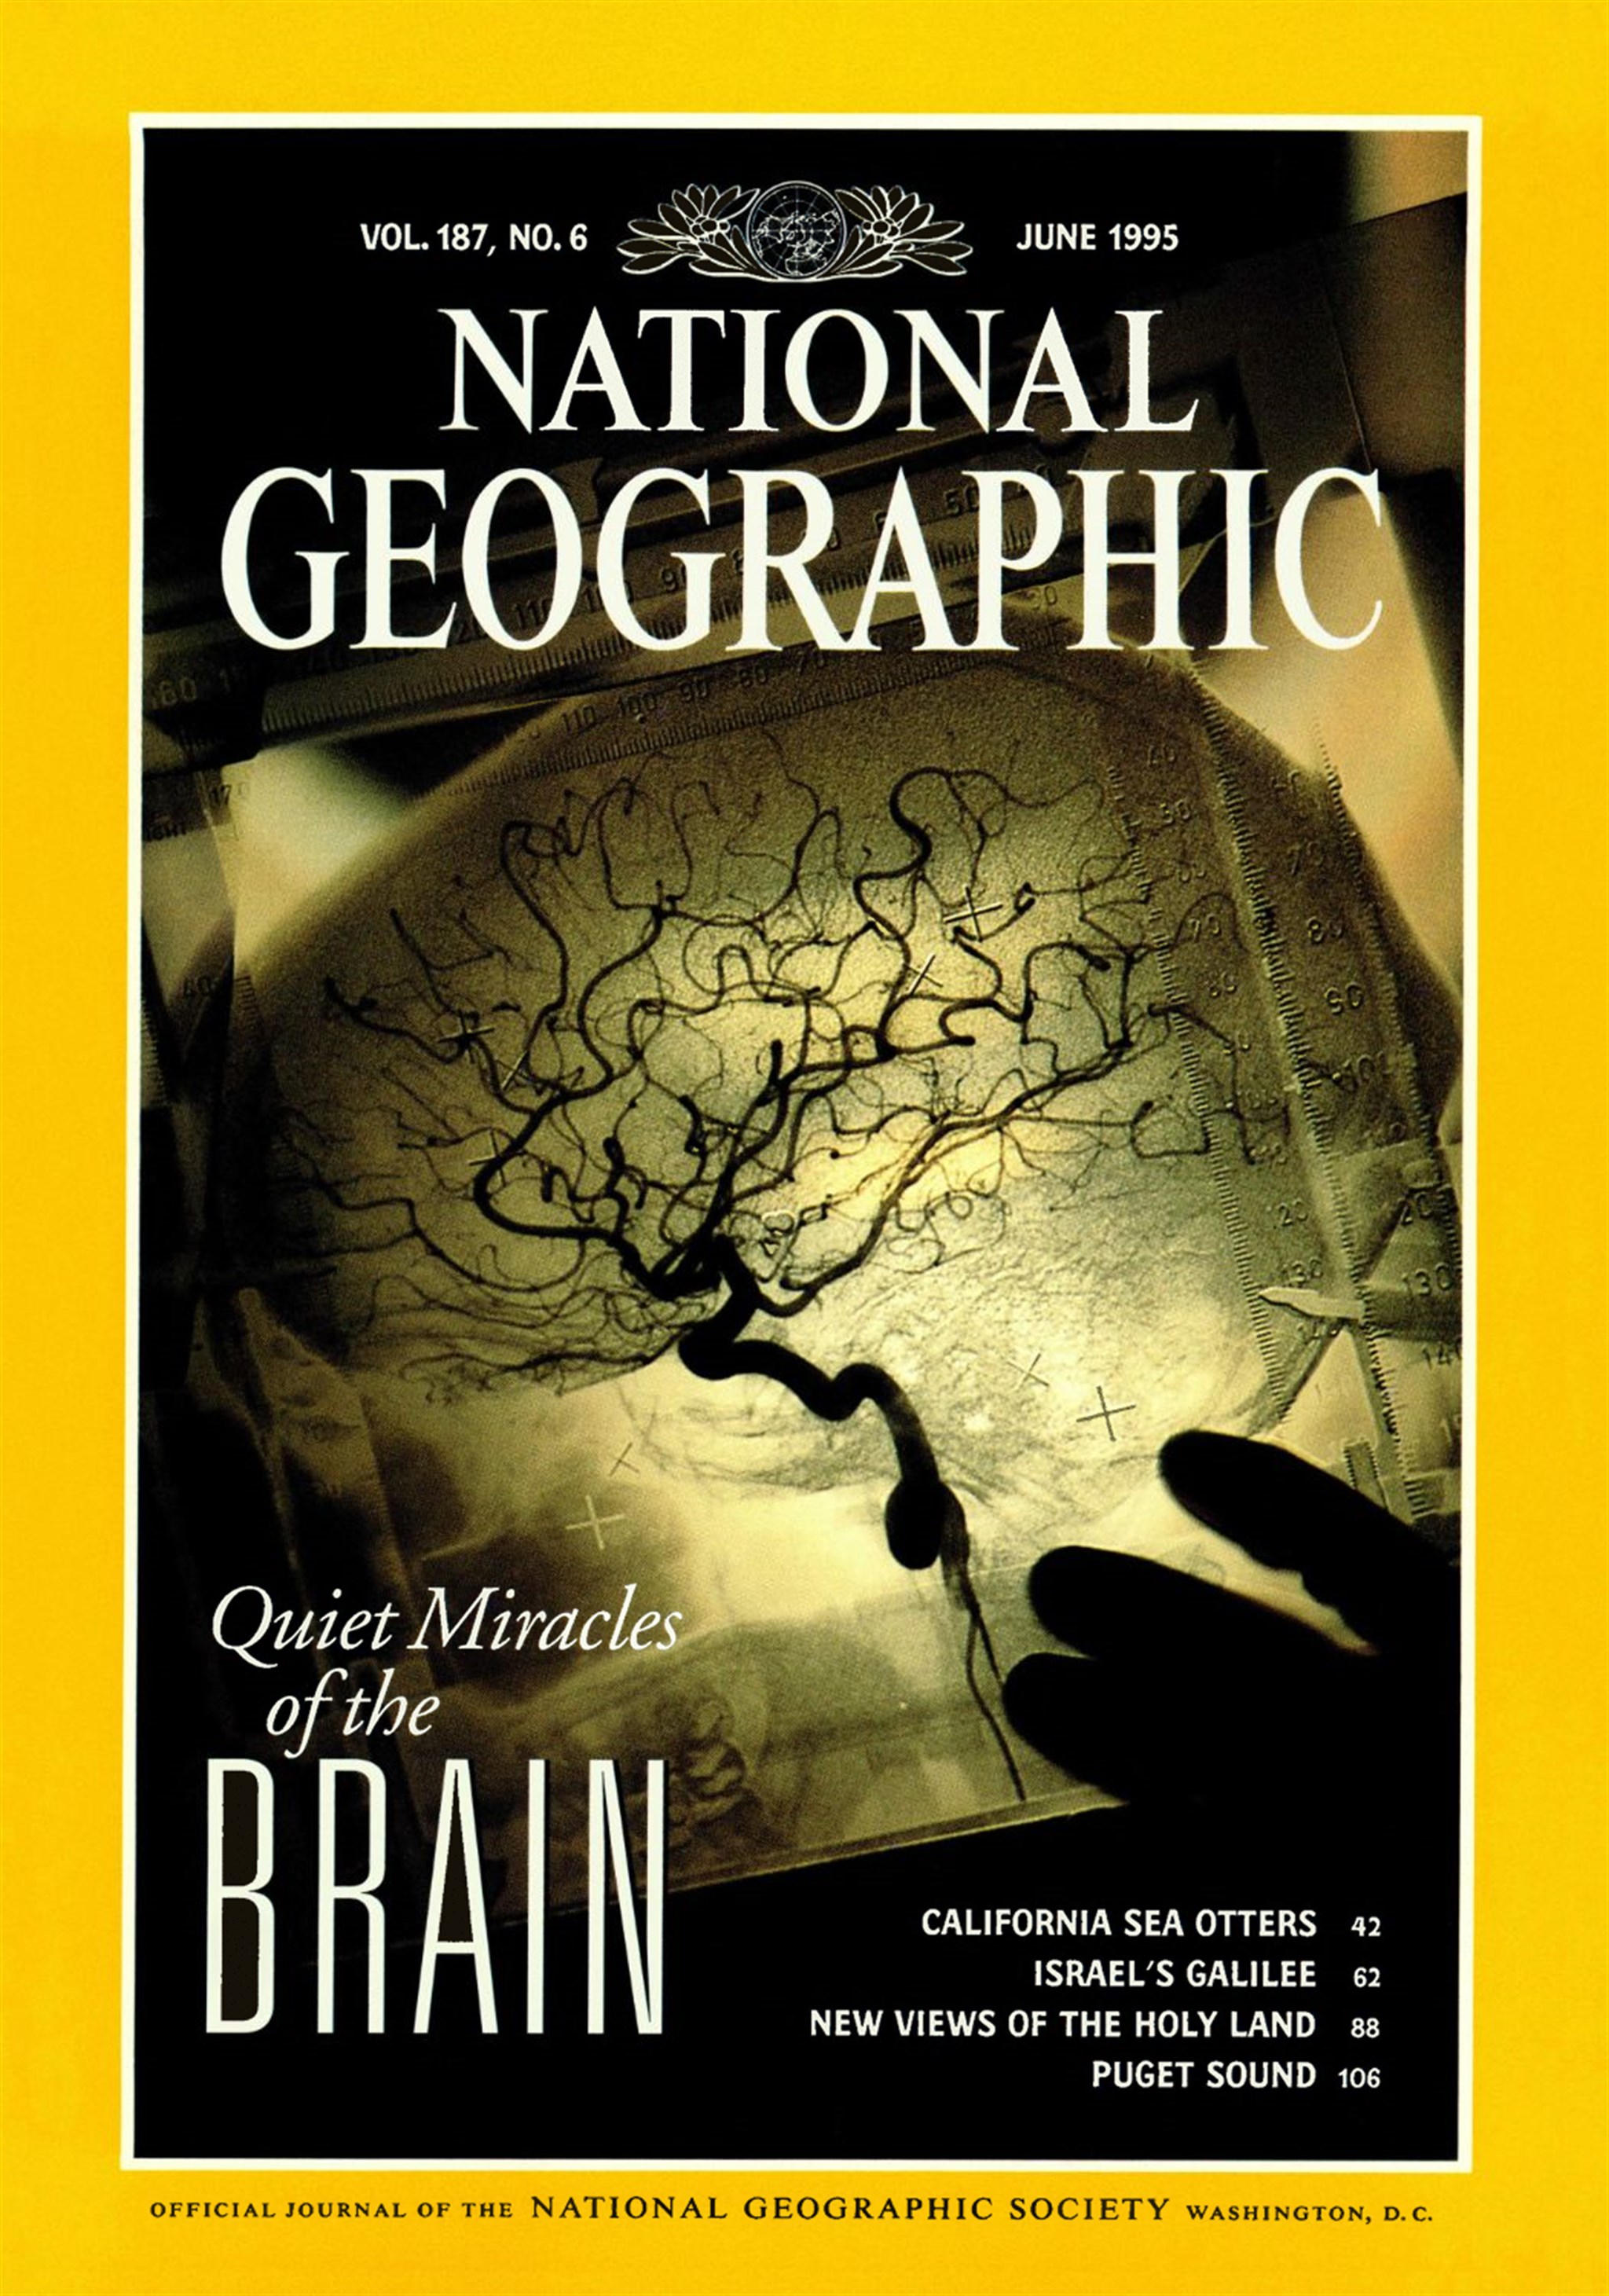 VOL. 187, NO. 6 JUNE 1995
NATIONAL
GEOGRAPHIC
Quiet Miracles
of the
BRAIN
CALIFORNIA SEA OTTERS 42
ISRAEL'S GALILEE 62
NEW VIEWS OF THE HOLY LAND 88
PUGET SOUND 106
OFFICIAL JOURNAL OF THE NATIONAL GEOGRAPHIC SOCIETY WASHINGTON, D.C.